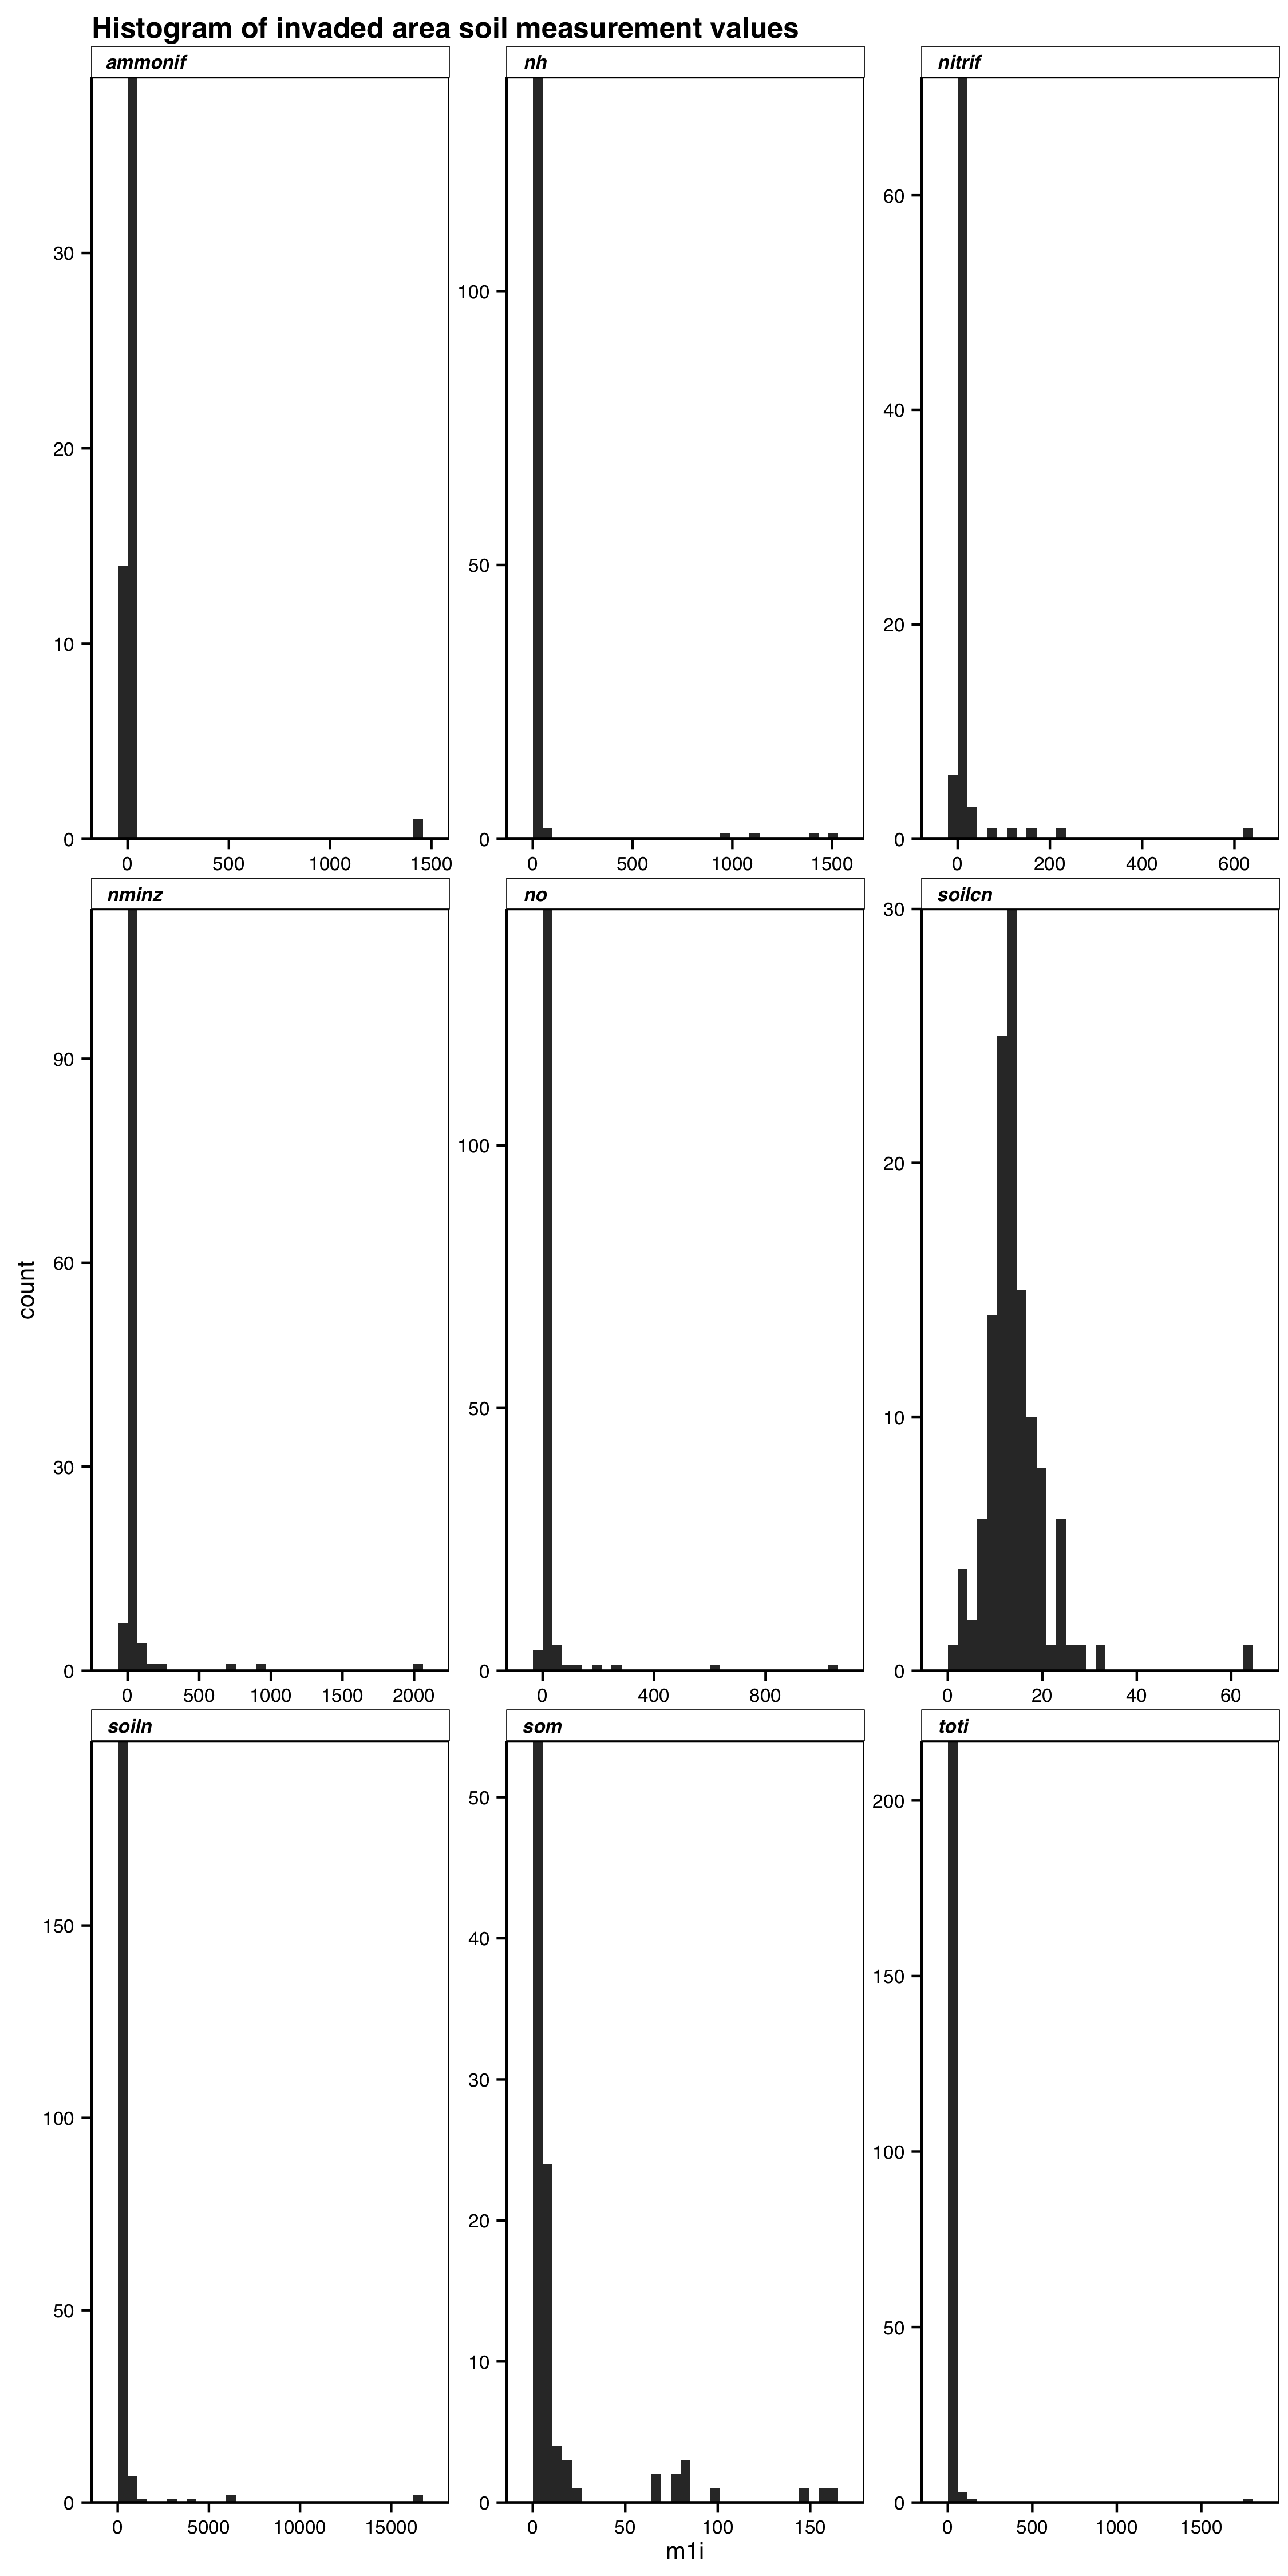 Histogram of invaded area soil measurement values
ammonif nh nitrif
30
20
10
0
100
50
0
60
40
20
0
0 500 1000 1500
0 500 1000 1500
0 200 400 600
nminz no soilcn
count
90
60
30
0
100
50
0
30
20
10
0
0 500 1000 1500 2000
0 400 800
0 20 40 60
soiln som toti
150
100
50
0
50
40
30
20
10
0
200
150
100
50
0
0 5000 10000 15000
0 50 100 150
0 500 1000 1500
m1i